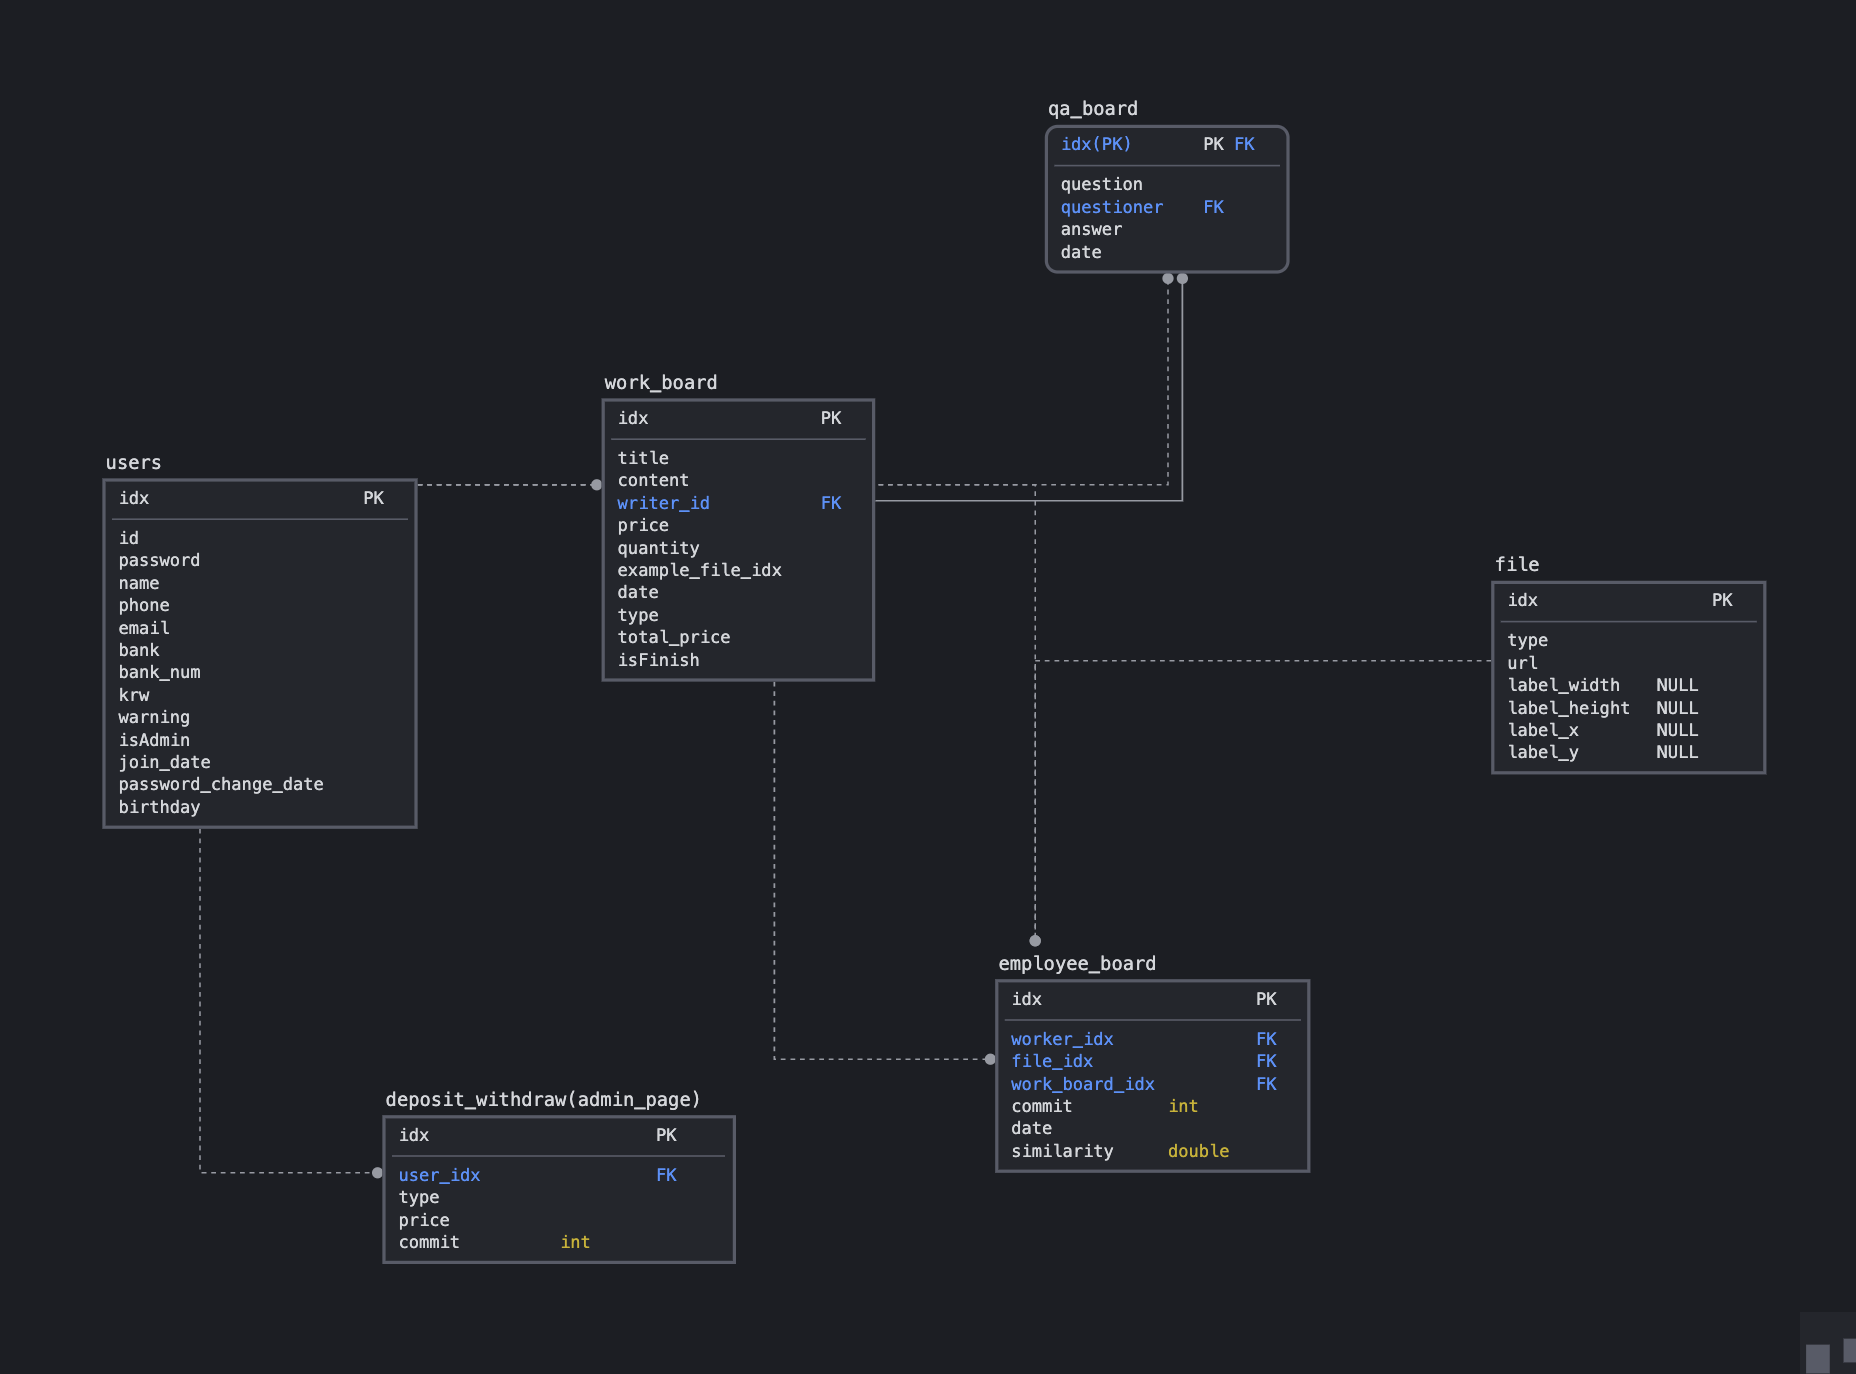 qa_board
idx(PK) PK FK
question
questioner FK
answer
date
work_board
idx PK
title
content
writer_id FK
price
quantity
example_file_idx
date
type
total_price
isFinish
users
idx PK
id
password
name
phone
email
bank
bank_num
krw
warning
isAdmin
join_date
password_change_date
birthday
file
idx PK
type
url
label_width NULL
label_height NULL
label_x NULL
label_y NULL
employee_board
idx PK
worker_idx FK
file_idx FK
work_board_idx FK
commit int
date
similarity double
deposit_withdraw(admin_page)
idx PK
user_idx FK
type
price
commit int